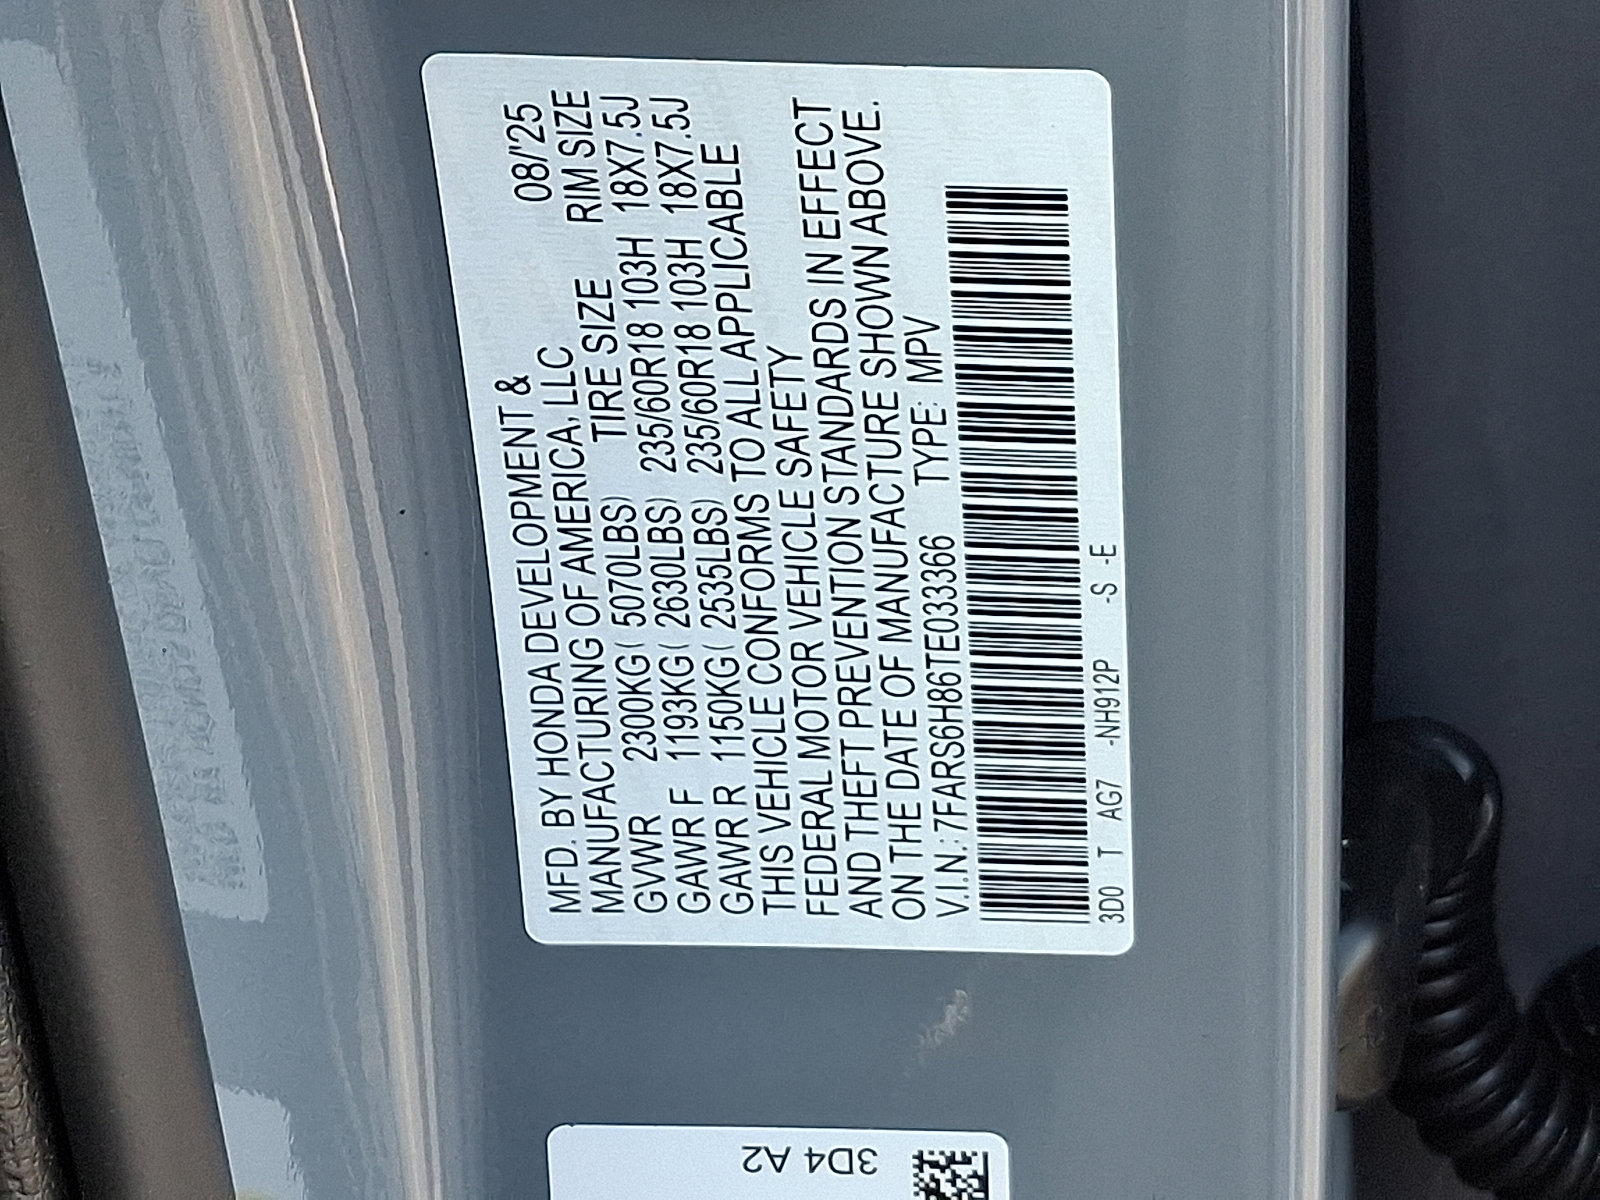 MFD. BY HONDA DEVELOPMENT & 08/'25
MANUFACTURING OF AMERICA, LLC RIM SIZE
TIRE SIZE
GVWR 2300KG( 5070LBS) 235/60R18 103H 18X7.5J
GAWR F 1193KG( 2630LBS) 235/60R18 103H 18X7.5J
GAWR R 1150KG( 2535LBS)
THIS VEHICLE CONFORMS TO ALL APPLICABLE
FEDERAL MOTOR VEHICLE SAFETY
AND THEFT PREVENTION STANDARDS IN EFFECT
ON THE DATE OF MANUFACTURE SHOWN ABOVE.
V.I.N.: 7FARS6H86TE033366 TYPE: MPV
3D0 T AG7 -NH912P -S -E
3D4 A2